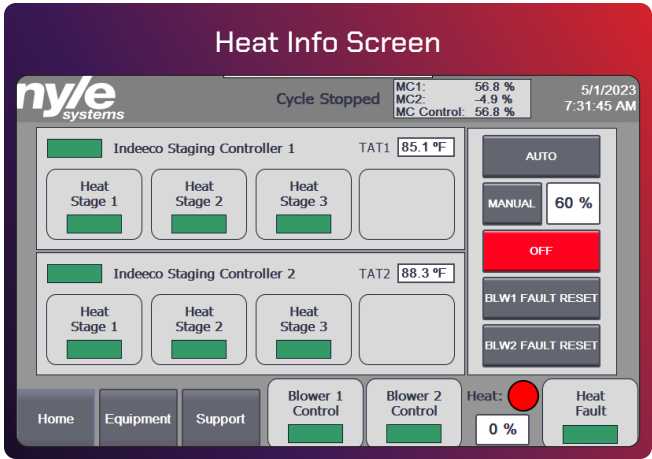 Heat Info Screen
nyle
systems
Cycle Stopped
MC1: 56.8 %
MC2: -4.9 %
MC Control: 56.8 %
5/1/2023
7:31:45 AM
Indeeco Staging Controller 1
TAT1 85.1 ºF
Heat
Stage 1
Heat
Stage 2
Heat
Stage 3
Indeeco Staging Controller 2
TAT2 88.3 ºF
Heat
Stage 1
Heat
Stage 2
Heat
Stage 3
AUTO
MANUAL 60 %
OFF
BLW1 FAULT RESET
BLW2 FAULT RESET
Home
Equipment
Support
Blower 1
Control
Blower 2
Control
Heat:
0 %
Heat
Fault